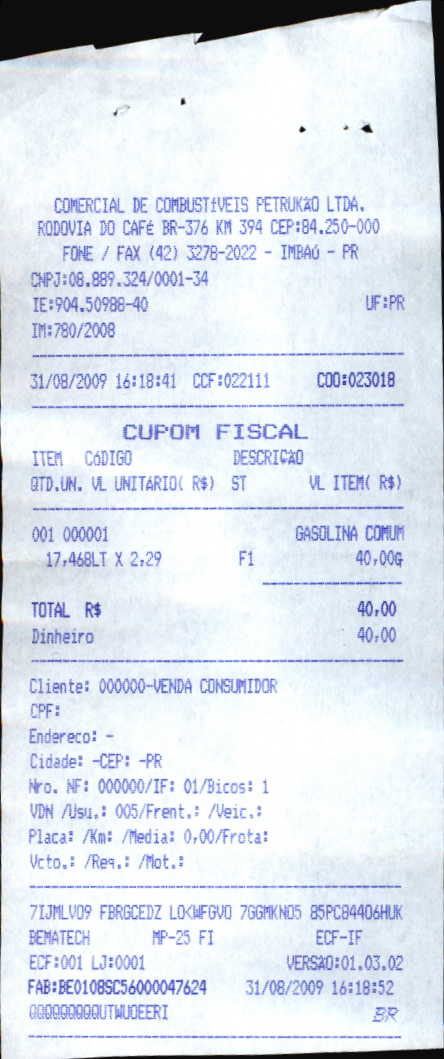 COMERCIAL DE COMBUSTíVEIS PETRUKãO LTDA.
RODOVIA DO CAFé BR-376 KM 394 CEP:84.250-000
FONE / FAX (42) 3278-2022 - IMBAú - PR
CNPJ:08.889.324/0001-34
IE:904.50988-40 UF:PR
IM:780/2008
31/08/2009 16:18:41 CCF:022111 COO:023018
CUPOM FISCAL
ITEM CóDIGO DESCRIÇãO
QTD.UN. VL UNITáRIO( R$) ST VL ITEM( R$)
001 000001 GASOLINA COMUM
17,468LT X 2,29 F1 40,00G
TOTAL R$ 40,00
Dinheiro 40,00
Cliente: 000000-VENDA CONSUMIDOR
CPF:
Endereco: -
Cidade: -CEP: -PR
Nro. NF: 000000/IF: 01/Bicos: 1
VDN /Usu.: 005/Frent.: /Veic.:
Placa: /Km: /Media: 0,00/Frota:
Vcto.: /Req.: /Mot.:
7IJMLVO9 FBRGCEDZ LO<WFGVO 7GGMKNO5 85PC84406HUK
BEMATECH MP-25 FI ECF-IF
ECF:001 LJ:0001 VERSãO:01.03.02
FAB:BE0108SC56000047624 31/08/2009 16:18:52
QQQQQQQQQUTWUOEERI BR